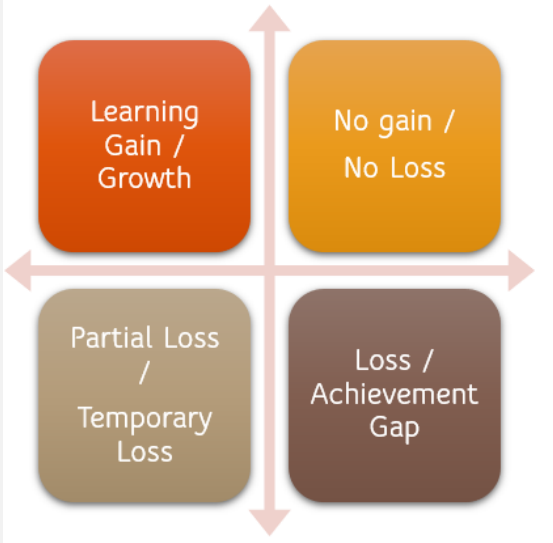 Learning
Gain /
Growth
No gain /
No Loss
Partial Loss
/
Temporary
Loss
Loss /
Achievement
Gap